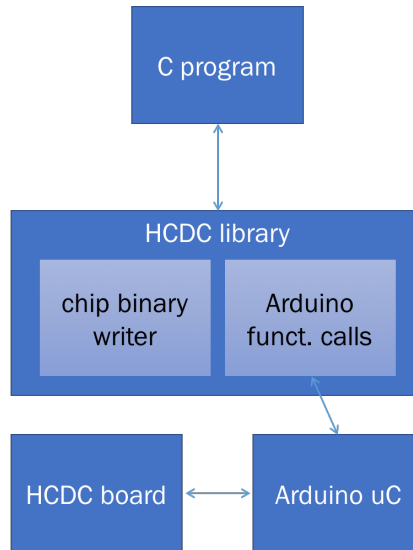 C program
HCDC library
chip binary
writer
Arduino
funct. calls
HCDC board
Arduino uC